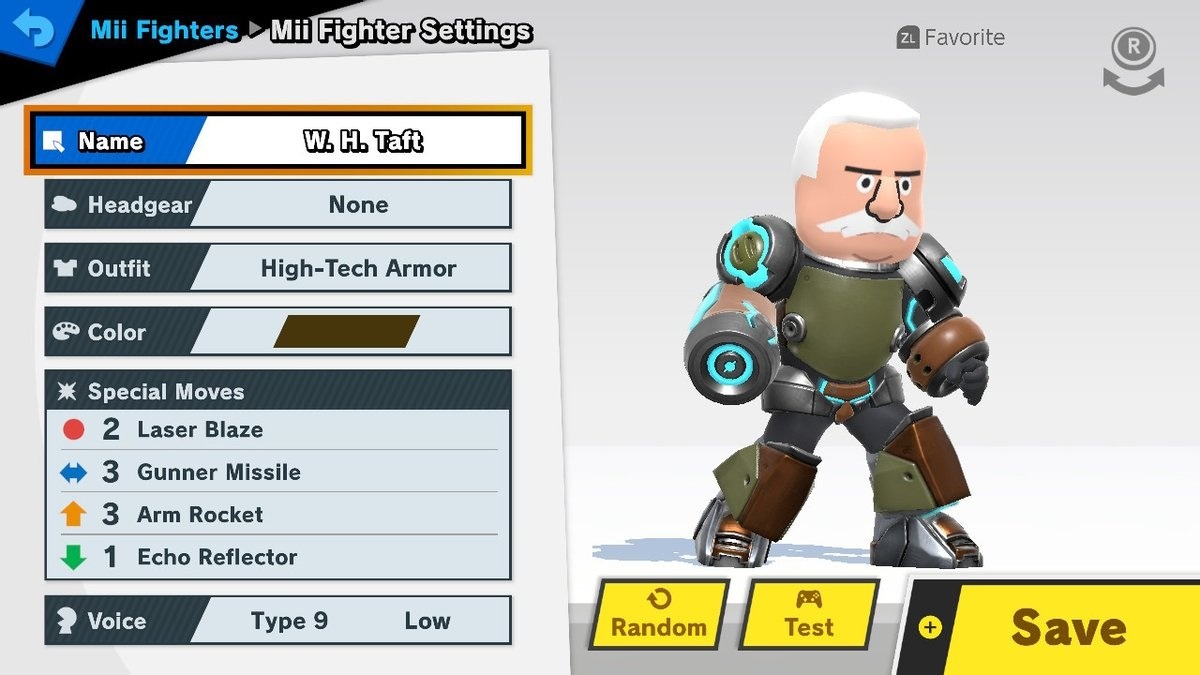 Mii Fighters ▶ Mii Fighter Settings
ZL Favorite
R
Name W. H. Taft
Headgear None
Outfit High-Tech Armor
Color
Special Moves
2 Laser Blaze
3 Gunner Missile
3 Arm Rocket
1 Echo Reflector
Voice Type 9 Low
Random
Test
+ Save